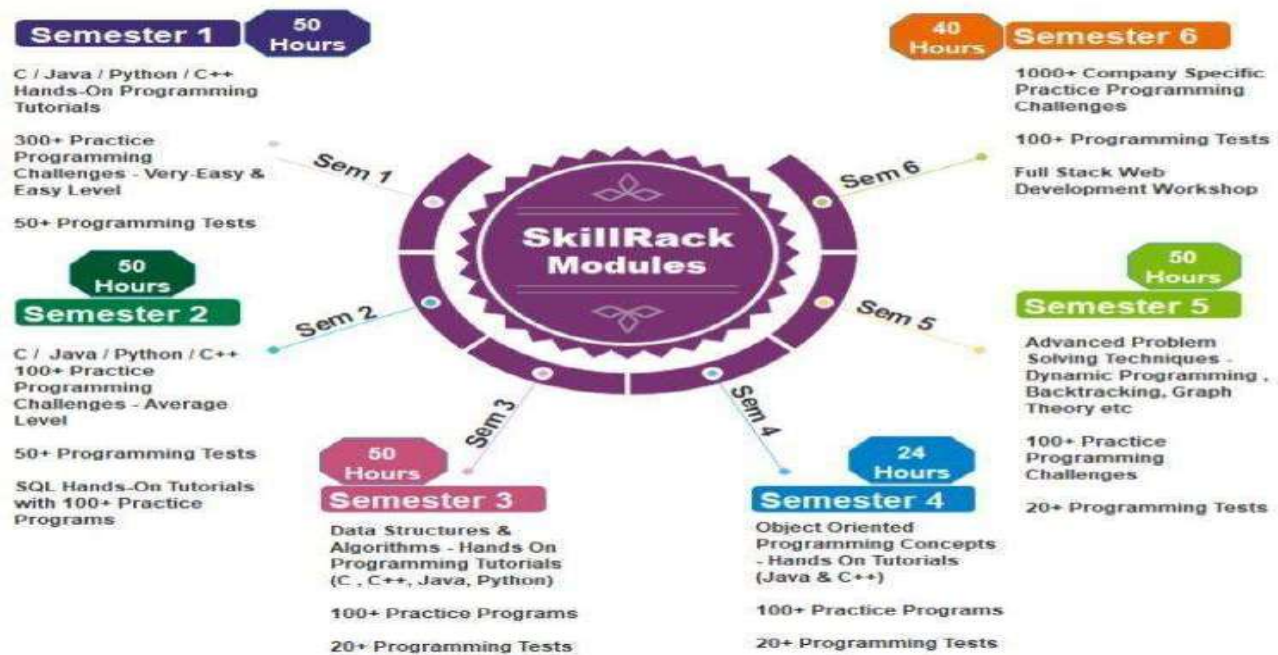 Semester 1
50
Hours
C / Java / Python / C++
Hands-On Programming
Tutorials
300+ Practice
Programming
Challenges - Very-Easy &
Easy Level
50+ Programming Tests
50
Hours
Semester 2
C / Java / Python / C++
100+ Practice
Programming
Challenges - Average
Level
50+ Programming Tests
SQL Hands-On Tutorials
with 100+ Practice
Programs
50
Hours
Semester 3
Data Structures &
Algorithms - Hands On
Programming Tutorials
(C , C++, Java, Python)
100+ Practice Programs
20+ Programming Tests
24
Hours
Semester 4
Object Oriented
Programming Concepts
- Hands On Tutorials
(Java & C++)
100+ Practice Programs
20+ Programming Tests
50
Hours
Semester 5
Advanced Problem
Solving Techniques -
Dynamic Programming ,
Backtracking, Graph
Theory etc
100+ Practice
Programming
Challenges
20+ Programming Tests
40
Hours
Semester 6
1000+ Company Specific
Practice Programming
Challenges
100+ Programming Tests
Full Stack Web
Development Workshop
SkillRack
Modules
Sem 1
Sem 2
Sem 3
Sem 4
Sem 5
Sem 6